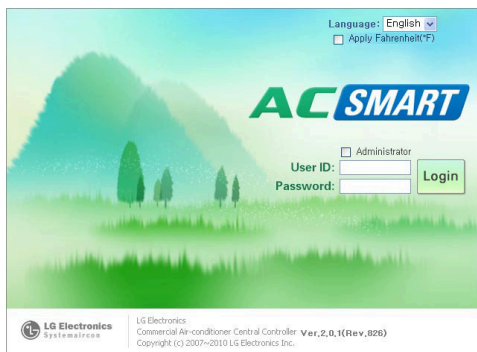 Language: English
Apply Fahrenheit(°F)
AC SMART
Administrator
User ID:
Password:
Login
LG Electronics
Systemaircon
LG Electronics
Commercial Air-conditioner Central Controller Ver,2,0,1(Rev,826)
Copyright (c) 2007~2010 LG Electronics Inc.